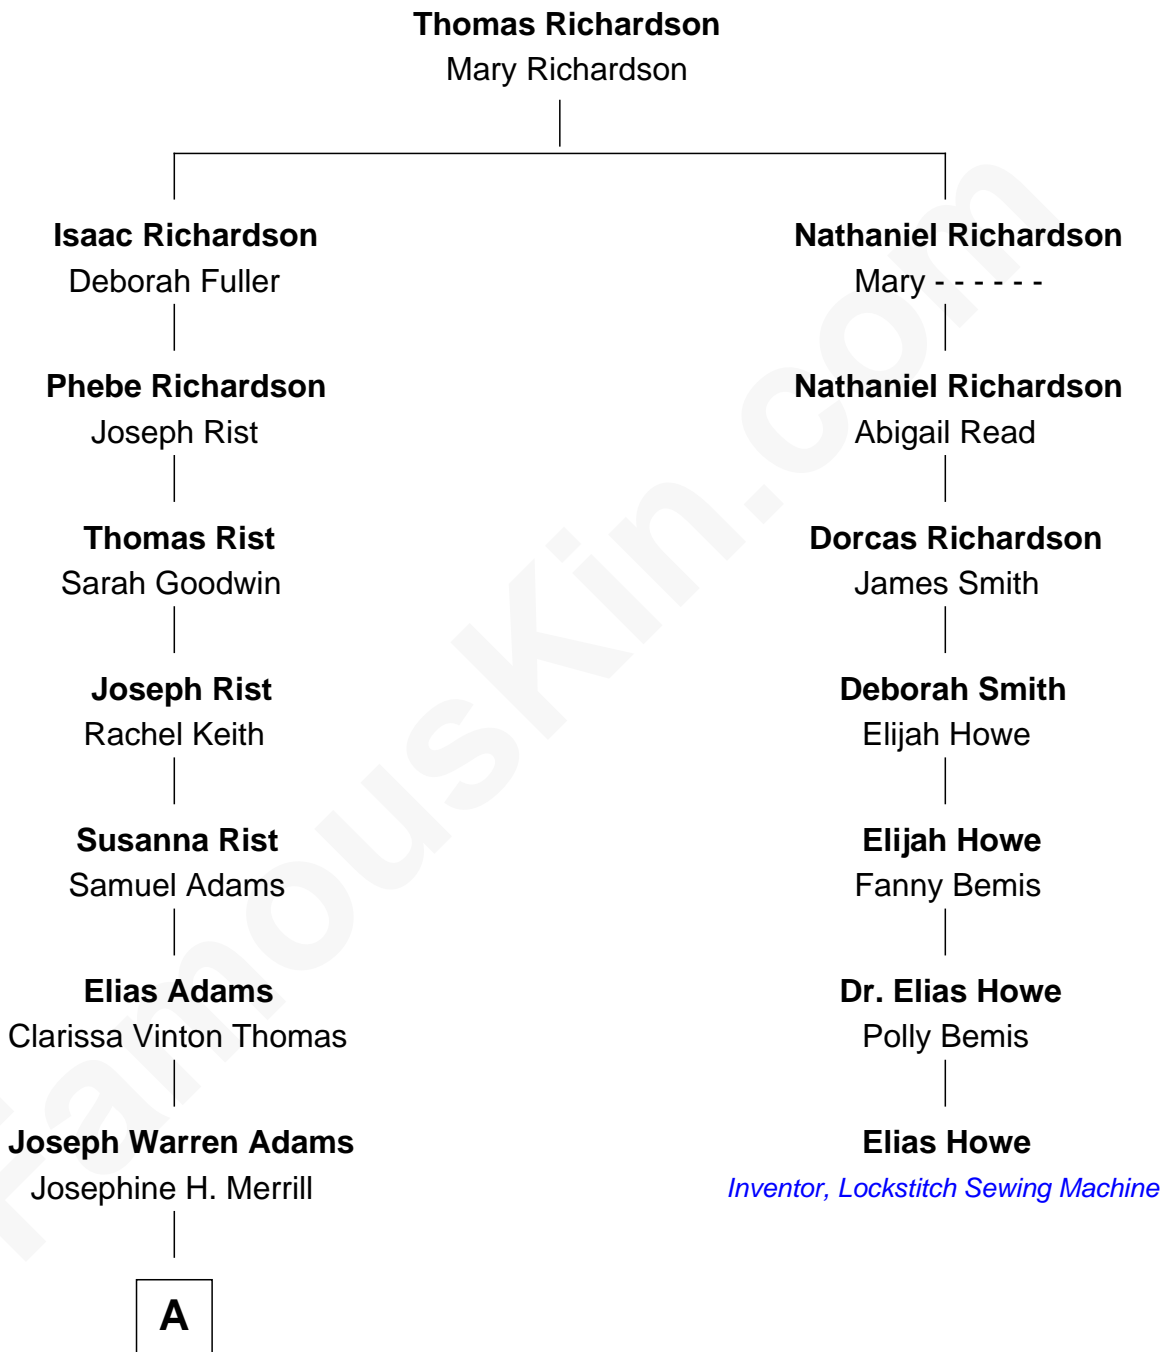 Thomas Richardson
Mary Richardson
Isaac Richardson
Deborah Fuller
Phebe Richardson
Joseph Rist
Thomas Rist
Sarah Goodwin
Joseph Rist
Rachel Keith
Susanna Rist
Samuel Adams
Elias Adams
Clarissa Vinton Thomas
Joseph Warren Adams
Josephine H. Merrill
A
Nathaniel Richardson
Mary - - - - - -
Nathaniel Richardson
Abigail Read
Dorcas Richardson
James Smith
Deborah Smith
Elijah Howe
Elijah Howe
Fanny Bemis
Dr. Elias Howe
Polly Bemis
Elias Howe
Inventor, Lockstitch Sewing Machine
FamousKin.com